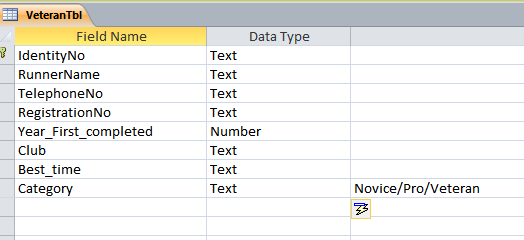 VeteranTbl
Field Name Data Type
IdentityNo Text
RunnerName Text
TelephoneNo Text
RegistrationNo Text
Year_First_completed Number
Club Text
Best_time Text
Category Text Novice/Pro/Veteran